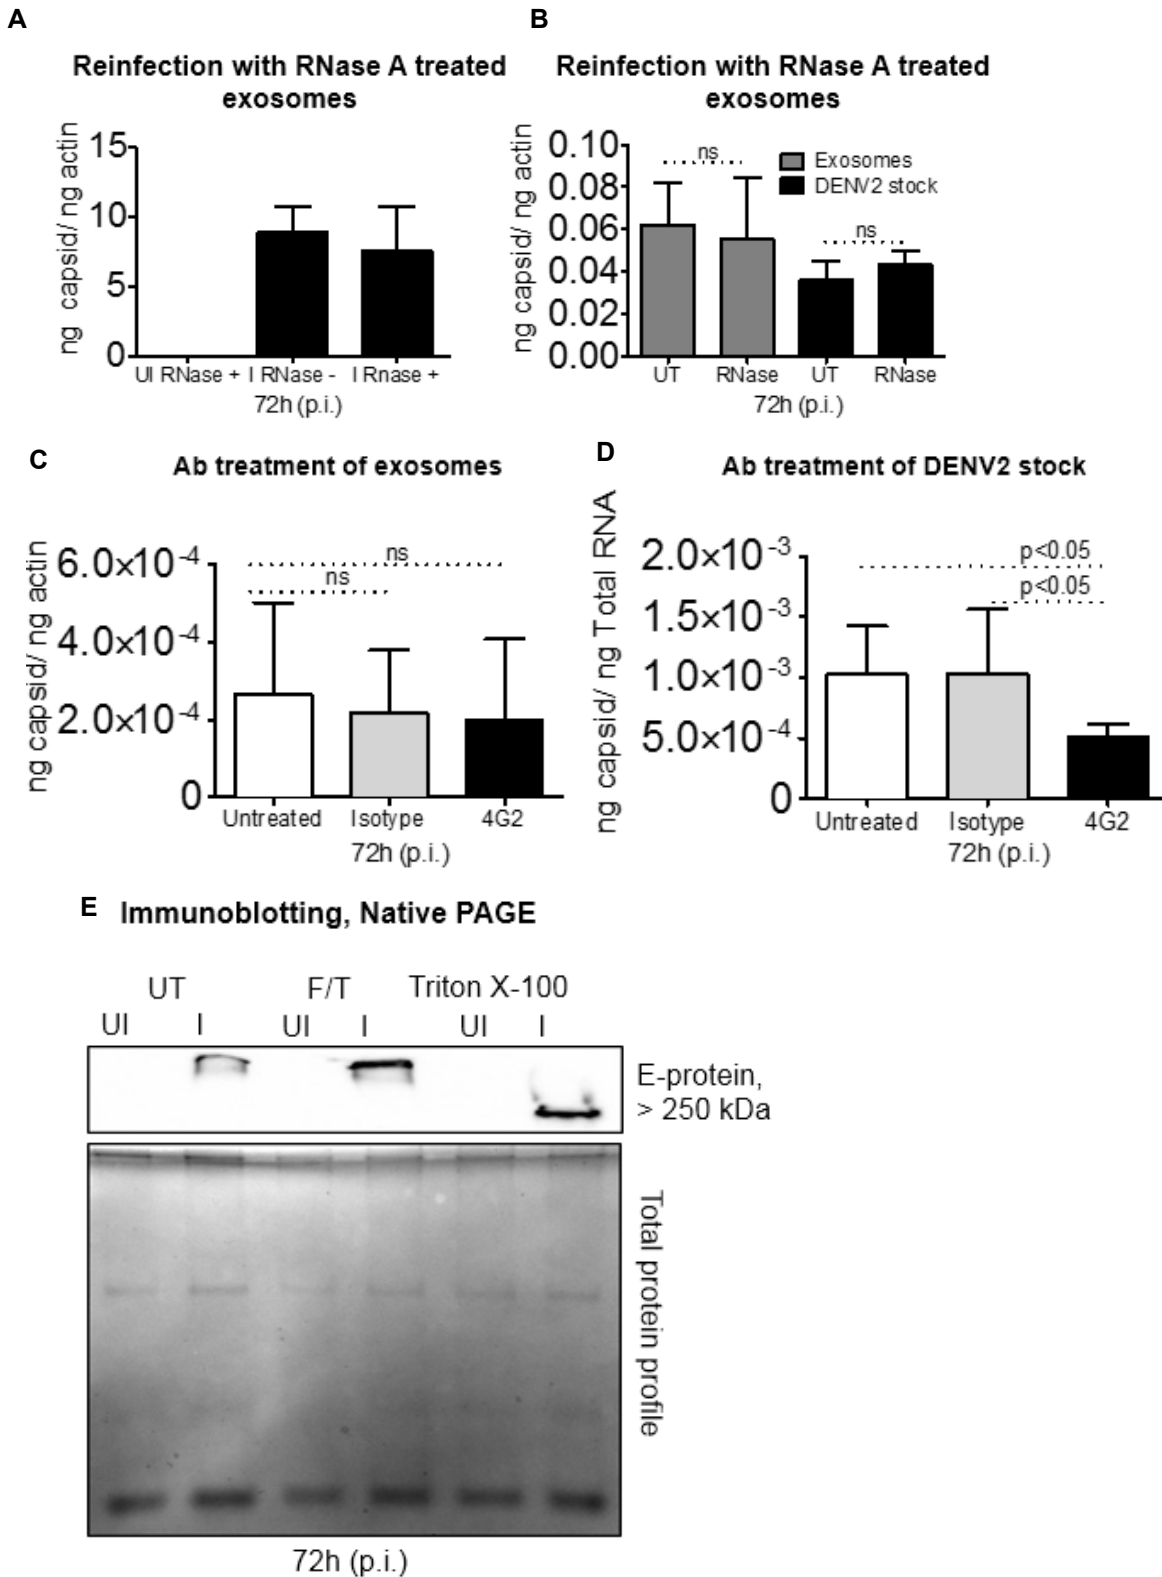 A
Reinfection with RNase A treated
exosomes
ng capsid/ ng actin
15
10
5
0
UI RNase + I RNase - I Rnase +
72h (p.i.)
B
Reinfection with RNase A treated
exosomes
ng capsid/ ng actin
0.10
0.08
0.06
0.04
0.02
0.00
ns
ns
Exosomes
DENV2 stock
UT RNase UT RNase
72h (p.i.)
C
Ab treatment of exosomes
ng capsid/ ng actin
6.0×10⁻⁴
4.0×10⁻⁴
2.0×10⁻⁴
0
ns
ns
Untreated Isotype 4G2
72h (p.i.)
D
Ab treatment of DENV2 stock
ng capsid/ ng Total RNA
2.0×10⁻³
1.5×10⁻³
1.0×10⁻³
5.0×10⁻⁴
0
p<0.05
p<0.05
Untreated Isotype 4G2
72h (p.i.)
E
Immunoblotting, Native PAGE
UT F/T Triton X-100
UI I UI I UI I
E-protein,
> 250 kDa
Total protein profile
72h (p.i.)